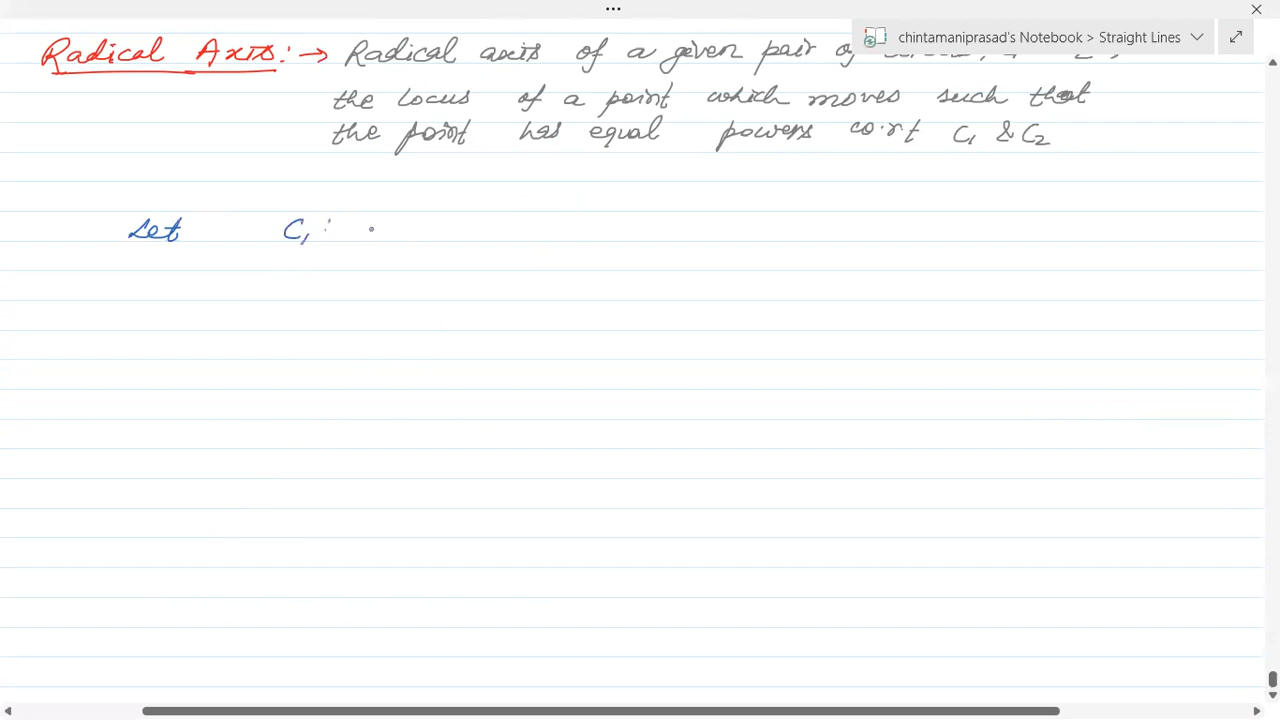 ...
chintamaniprasad's Notebook > Straight Lines
Radical Axis:→ Radical axis of a given pair of
the locus of a point which moves such that
the point has equal powers w.r.t C₁ & C₂
Let C₁ :